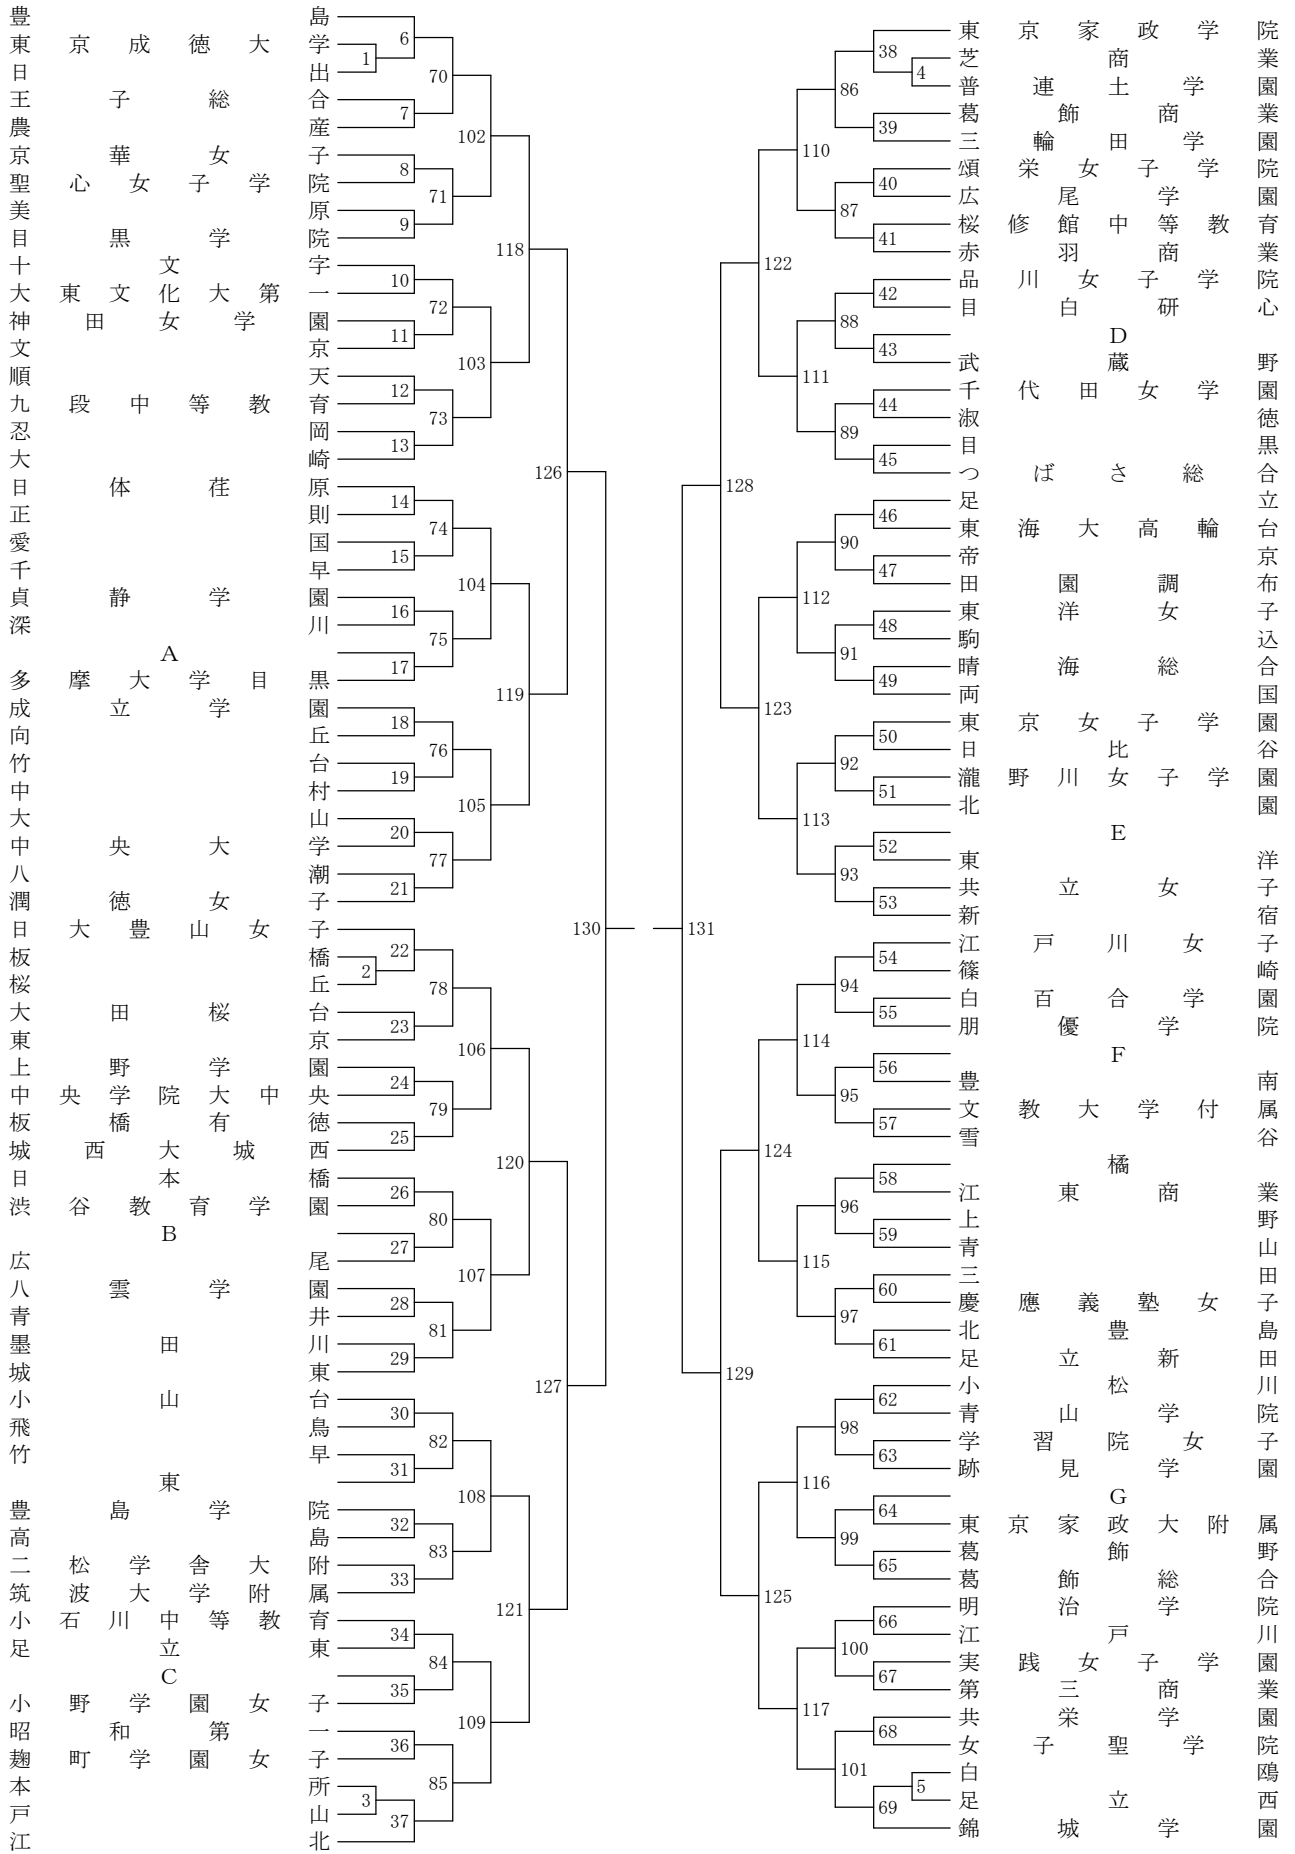 豊島
東京成徳大学
日出
王子総合
農産
京華女子
聖心女子学院
美原
目黒学院
十文字
大東文化大第一
神田女学園
文京
順天
九段中等教育
忍岡
大崎
日体荏原
正則
愛国
千早
貞静学園
深川
A
多摩大学目黒
成立学園
向丘
竹台
中村
大山
中央大学
八潮
潤徳女子
日大豊山女子
板橋
桜丘
大田桜台
東京
上野学園
中央学院大中央
板橋有徳
城西大城西
日本橋
渋谷教育学園
B
広尾
八雲学園
青井
墨田川
城東
小山台
飛鳥
竹早
東
豊島学院
高島
二松学舎大附
筑波大学附属
小石川中等教育
足立東
C
小野学園女子
昭和第一
麹町学園女子
本所
戸山
江北
1
2
3
6
7
8
9
10
11
12
13
14
15
16
17
18
19
20
21
22
23
24
25
26
27
28
29
30
31
32
33
34
35
36
37
70
71
72
73
74
75
76
77
78
79
80
81
82
83
84
85
102
103
104
105
106
107
108
109
118
119
120
121
126
127
130
131
128
129
122
123
124
125
110
111
112
113
114
115
116
117
86
87
88
89
90
91
92
93
94
95
96
97
98
99
100
101
38
39
40
41
42
43
44
45
46
47
48
49
50
51
52
53
54
55
56
57
58
59
60
61
62
63
64
65
66
67
68
69
4
5
東京家政学院
芝商業
普連土学園
葛飾商業
三輪田学園
頌栄女子学院
広尾学園
桜修館中等教育
赤羽商業
品川女子学院
目白研心
D
武蔵野
千代田女学園
淑徳
目黒
つばさ総合
足立
東海大高輪台
帝京
田園調布
東洋女子
駒込
晴海総合
両国
東京女子学園
日比谷
瀧野川女子学園
北園
E
東洋
共立女子
新宿
江戸川女子
篠崎
白百合学園
朋優学院
F
豊南
文教大学付属
雪谷
橘
江東商業
上野
青山
三田
慶應義塾女子
北豊島
足立新田
小松川
青山学院
学習院女子
跡見学園
G
東京家政大附属
葛飾野
葛飾総合
明治学院
江戸川
実践女子学園
第三商業
共栄学園
女子聖学院
白鴎
足立西
錦城学園